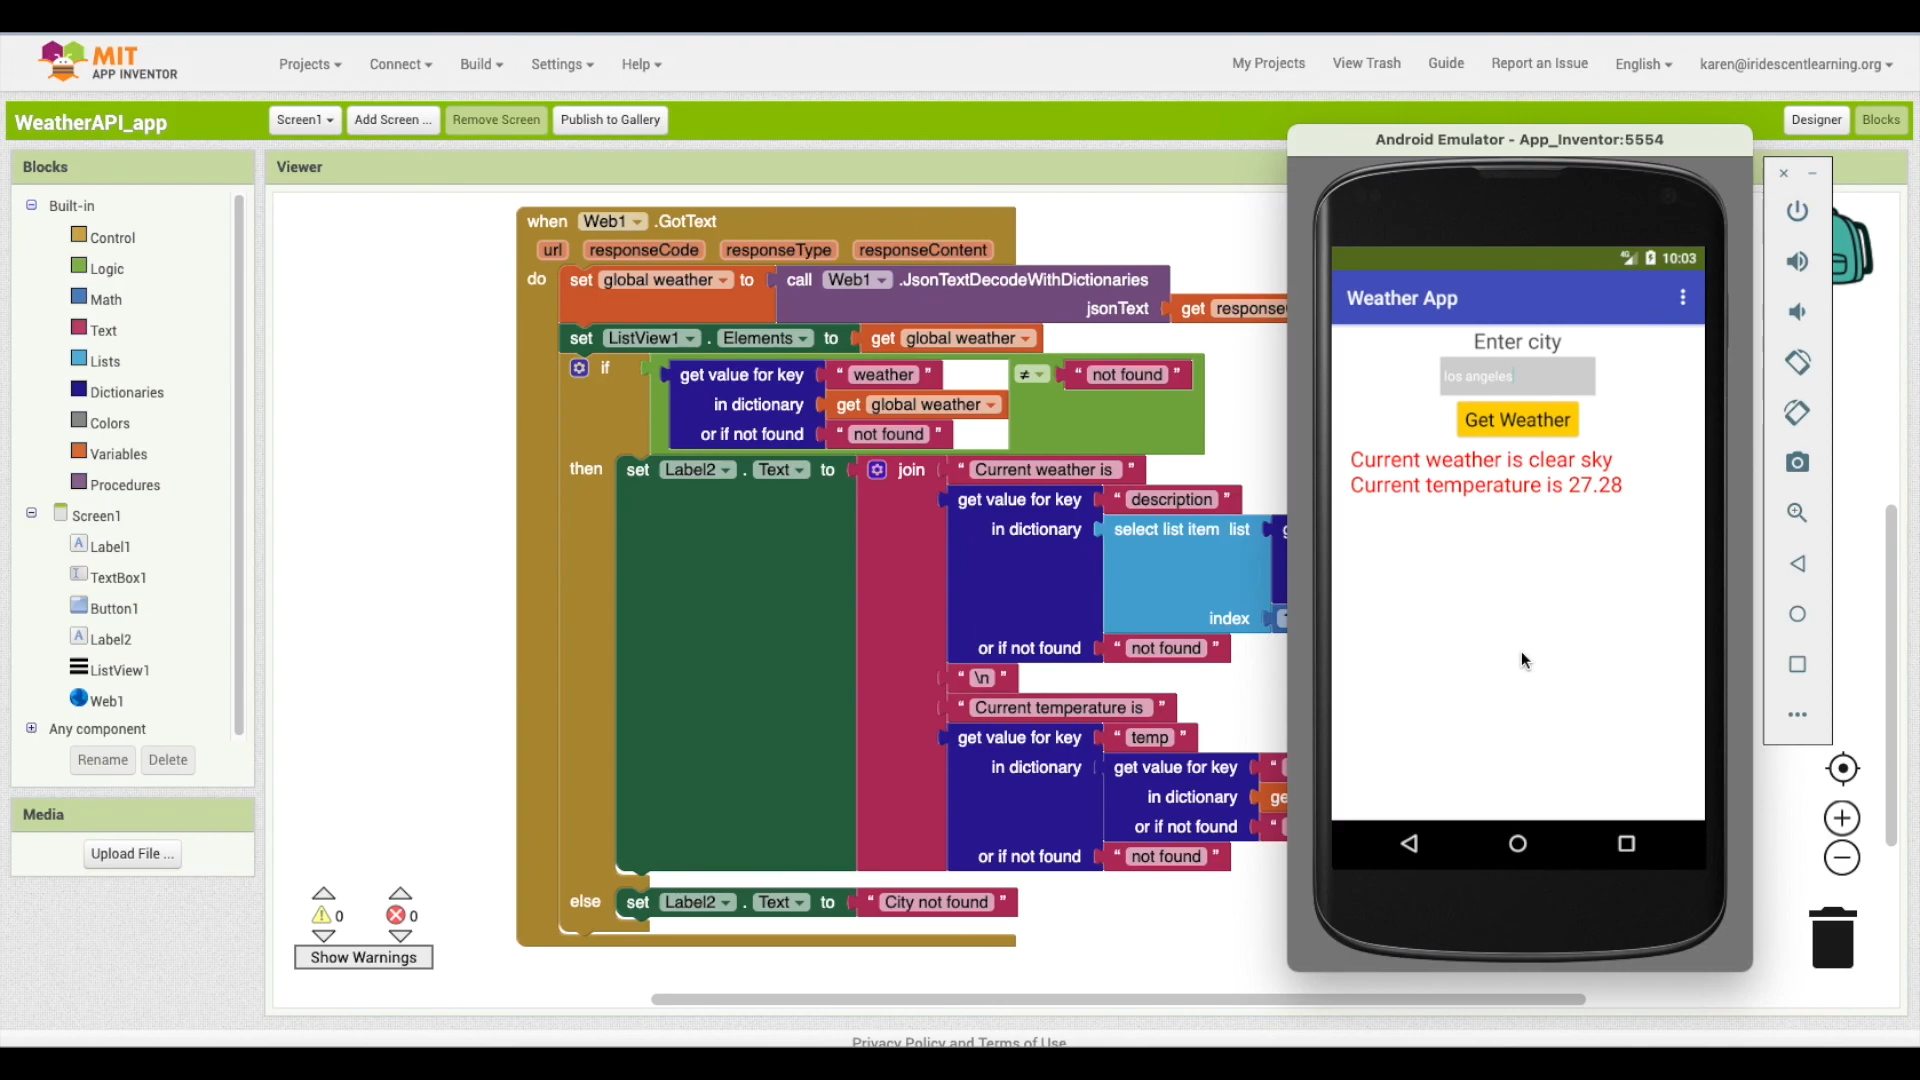 MIT
APP INVENTOR
Projects
Connect
Build
Settings
Help
My Projects
View Trash
Guide
Report an Issue
English
karen@iridescentlearning.org
WeatherAPI_app
Screen1
Add Screen ...
Remove Screen
Publish to Gallery
Designer
Blocks
Blocks
Built-in
Control
Logic
Math
Text
Lists
Dictionaries
Colors
Variables
Procedures
Screen1
Label1
TextBox1
Button1
Label2
ListView1
Web1
Any component
Rename
Delete
Media
Upload File ...
Viewer
when Web1 .GotText
url responseCode responseType responseContent
do set global weather to call Web1 .JsonTextDecodeWithDictionaries
jsonText get response
set ListView1 . Elements to get global weather
if get value for key " weather " ≠ " not found "
in dictionary get global weather
or if not found " not found "
then set Label2 . Text to join " Current weather is "
get value for key " description "
in dictionary select list item list
index
or if not found " not found "
" \n "
" Current temperature is "
get value for key " temp "
in dictionary get value for key "
in dictionary ge
or if not found "
or if not found " not found "
else set Label2 . Text to " City not found "
0 0
Show Warnings
Android Emulator - App_Inventor:5554
4G 10:03
Weather App
Enter city
los angeles
Get Weather
Current weather is clear sky
Current temperature is 27.28
Privacy Policy and Terms of Use